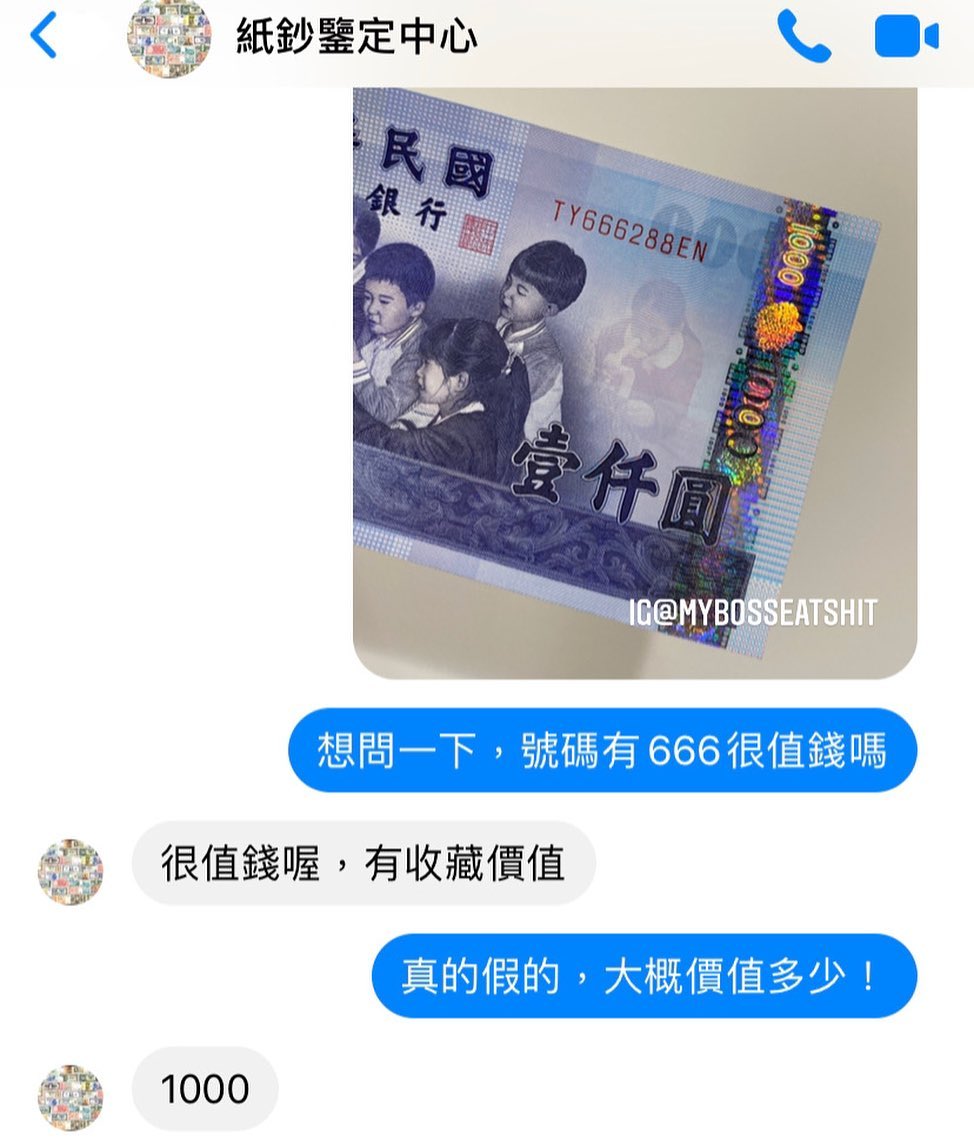 紙鈔鑒定中心
民國
銀行
TY666288EN
1000
壹仟圓
IG@MYBOSSEATSHIT
想問一下，號碼有666很值錢嗎
很值錢喔，有收藏價值
真的假的，大概價值多少！
1000